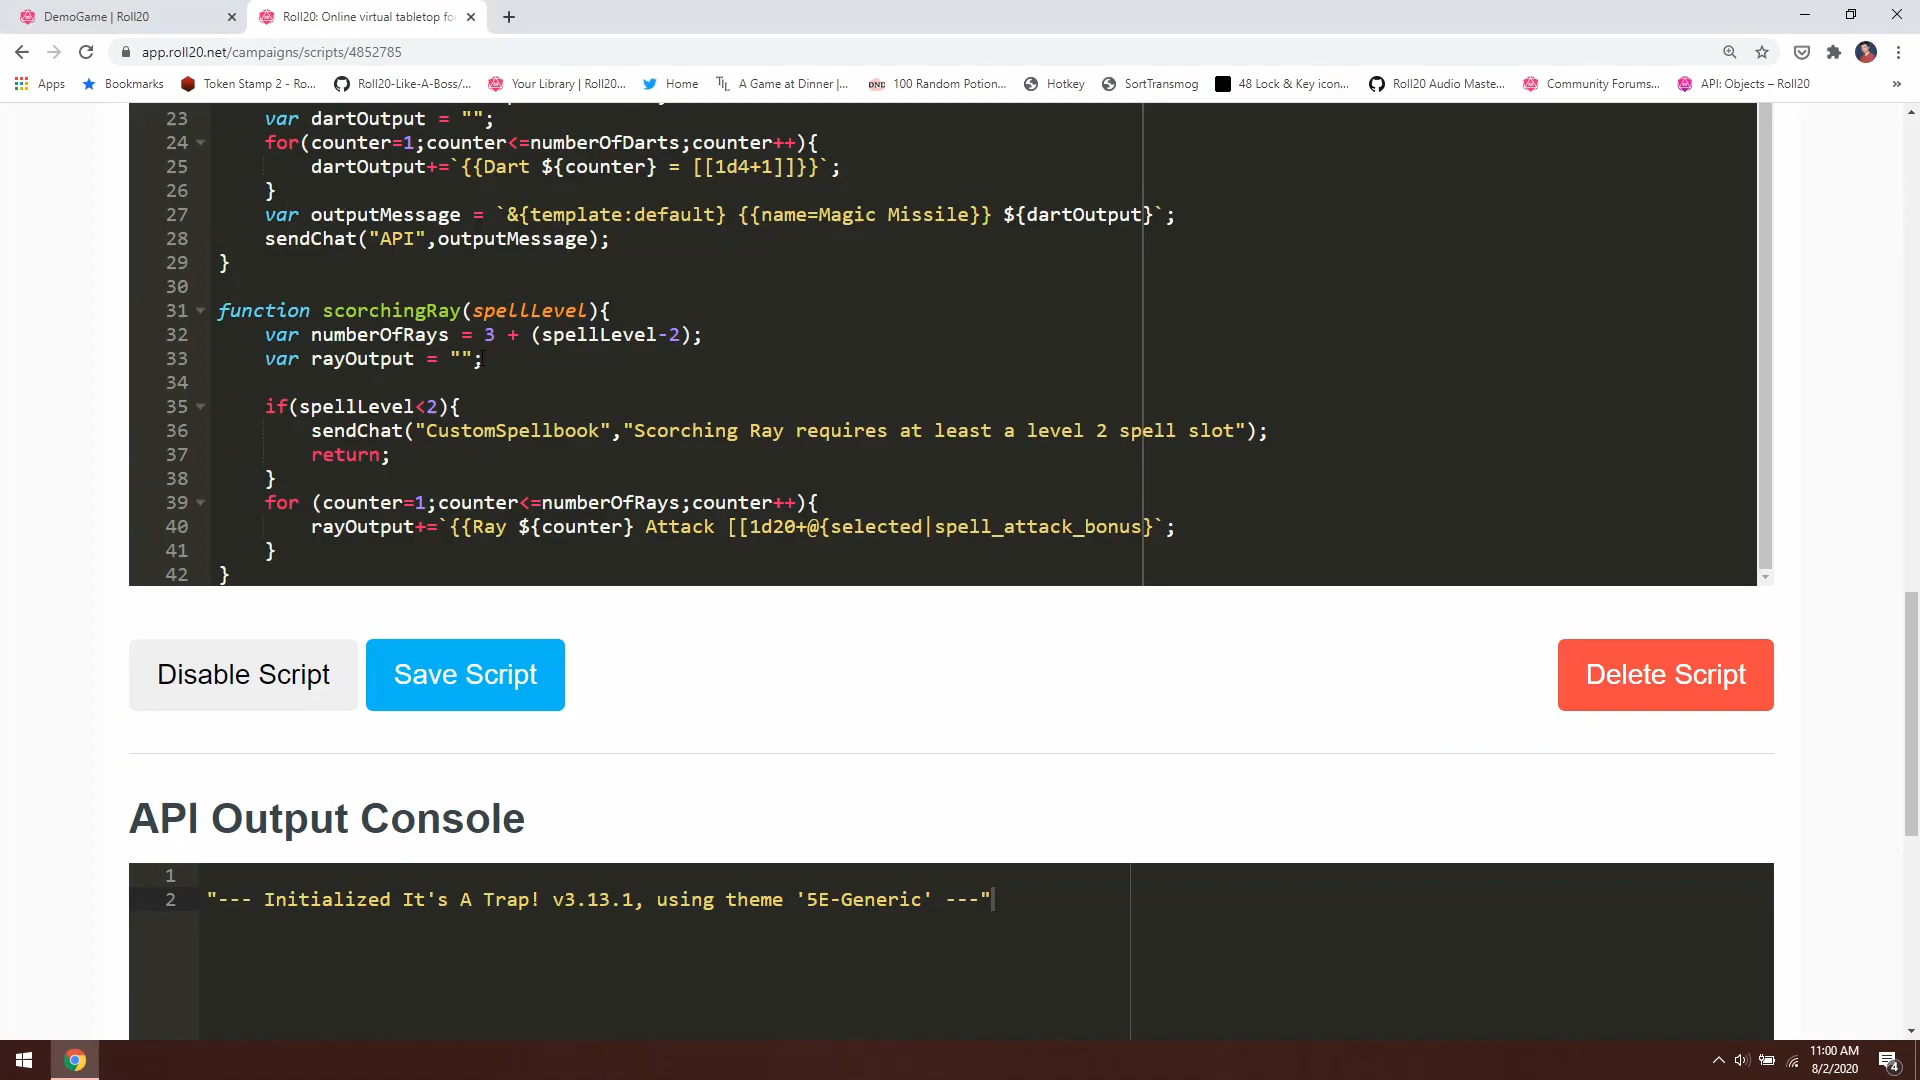 DemoGame | Roll20
Roll20: Online virtual tabletop fo
app.roll20.net/campaigns/scripts/4852785
Apps
Bookmarks
Token Stamp 2 - Ro...
Roll20-Like-A-Boss/...
Your Library | Roll20...
Home
A Game at Dinner |...
100 Random Potion...
Hotkey
SortTransmog
48 Lock & Key icon...
Roll20 Audio Maste...
Community Forums...
API: Objects – Roll20
»
23 var dartOutput = "";
24 for(counter=1;counter<=numberOfDarts;counter++){
25 dartOutput+=`{{Dart ${counter} = [[1d4+1]]}}`;
26 }
27 var outputMessage = `&{template:default} {{name=Magic Missile}} ${dartOutput}`;
28 sendChat("API",outputMessage);
29 }
30
31 function scorchingRay(spellLevel){
32 var numberOfRays = 3 + (spellLevel-2);
33 var rayOutput = "";
34
35 if(spellLevel<2){
36 sendChat("CustomSpellbook","Scorching Ray requires at least a level 2 spell slot");
37 return;
38 }
39 for (counter=1;counter<=numberOfRays;counter++){
40 rayOutput+=`{{Ray ${counter} Attack [[1d20+@{selected|spell_attack_bonus}`;
41 }
42 }
Disable Script
Save Script
Delete Script
API Output Console
1
2 "--- Initialized It's A Trap! v3.13.1, using theme '5E-Generic' ---"
11:00 AM
8/2/2020
4